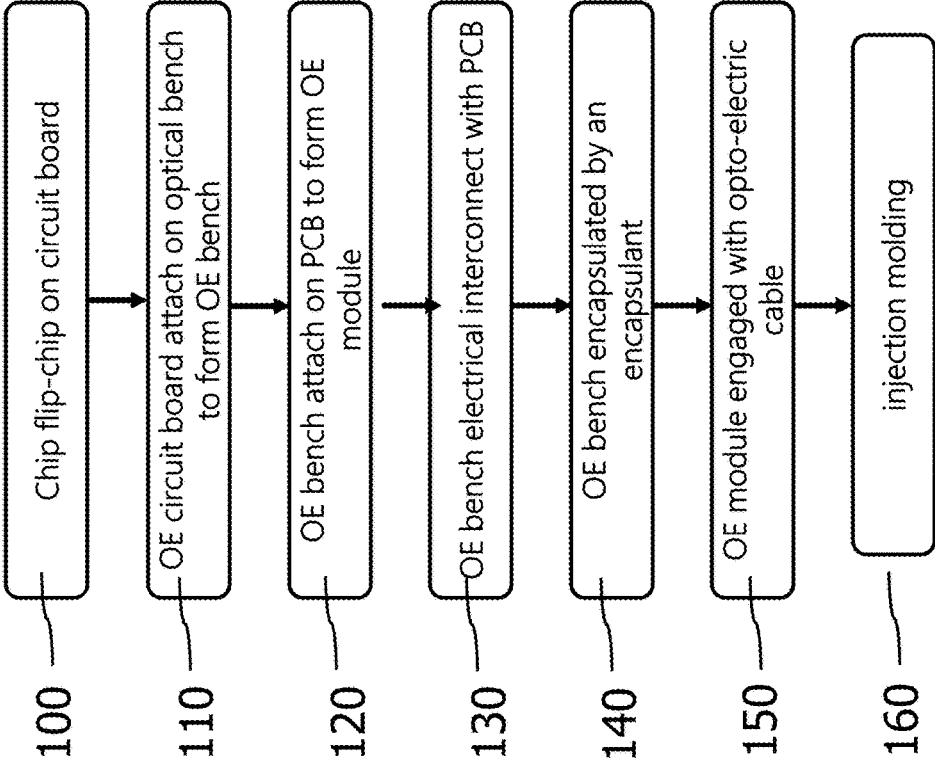 100
Chip flip-chip on circuit board
110
OE circuit board attach on optical bench
to form OE bench
120
OE bench attach on PCB to form OE
module
130
OE bench electrical interconnect with PCB
140
OE bench encapsulated by an
encapsulant
150
OE module engaged with opto-electric
cable
160
injection molding